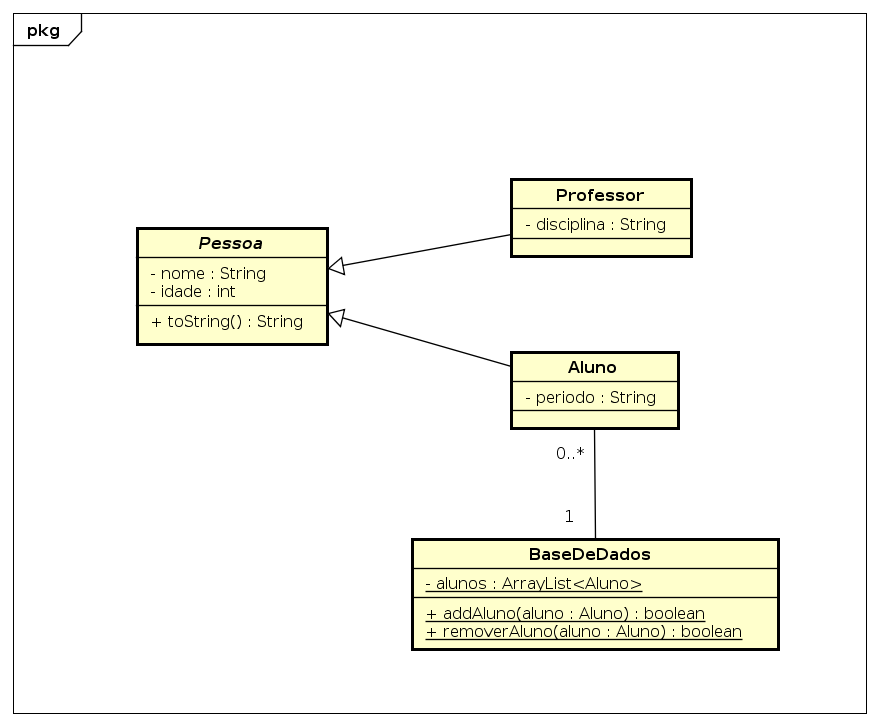 pkg
Professor
- disciplina : String
Pessoa
- nome : String
- idade : int
+ toString() : String
Aluno
- periodo : String
0..*
1
BaseDeDados
- alunos : ArrayList<Aluno>
+ addAluno(aluno : Aluno) : boolean
+ removerAluno(aluno : Aluno) : boolean